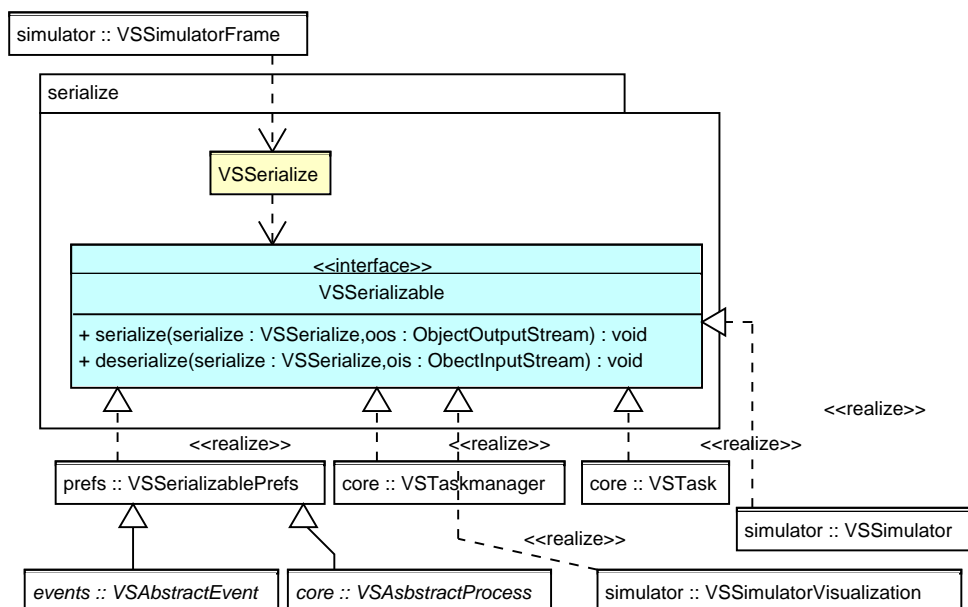 simulator :: VSSimulatorFrame
serialize
VSSerialize
<<interface>>
VSSerializable
+ serialize(serialize : VSSerialize,oos : ObjectOutputStream) : void
+ deserialize(serialize : VSSerialize,ois : ObectInputStream) : void
<<realize>>
<<realize>> <<realize>> <<realize>>
prefs :: VSSerializablePrefs core :: VSTaskmanager core :: VSTask
simulator :: VSSimulator
<<realize>>
events :: VSAbstractEvent core :: VSAsbstractProcess simulator :: VSSimulatorVisualization